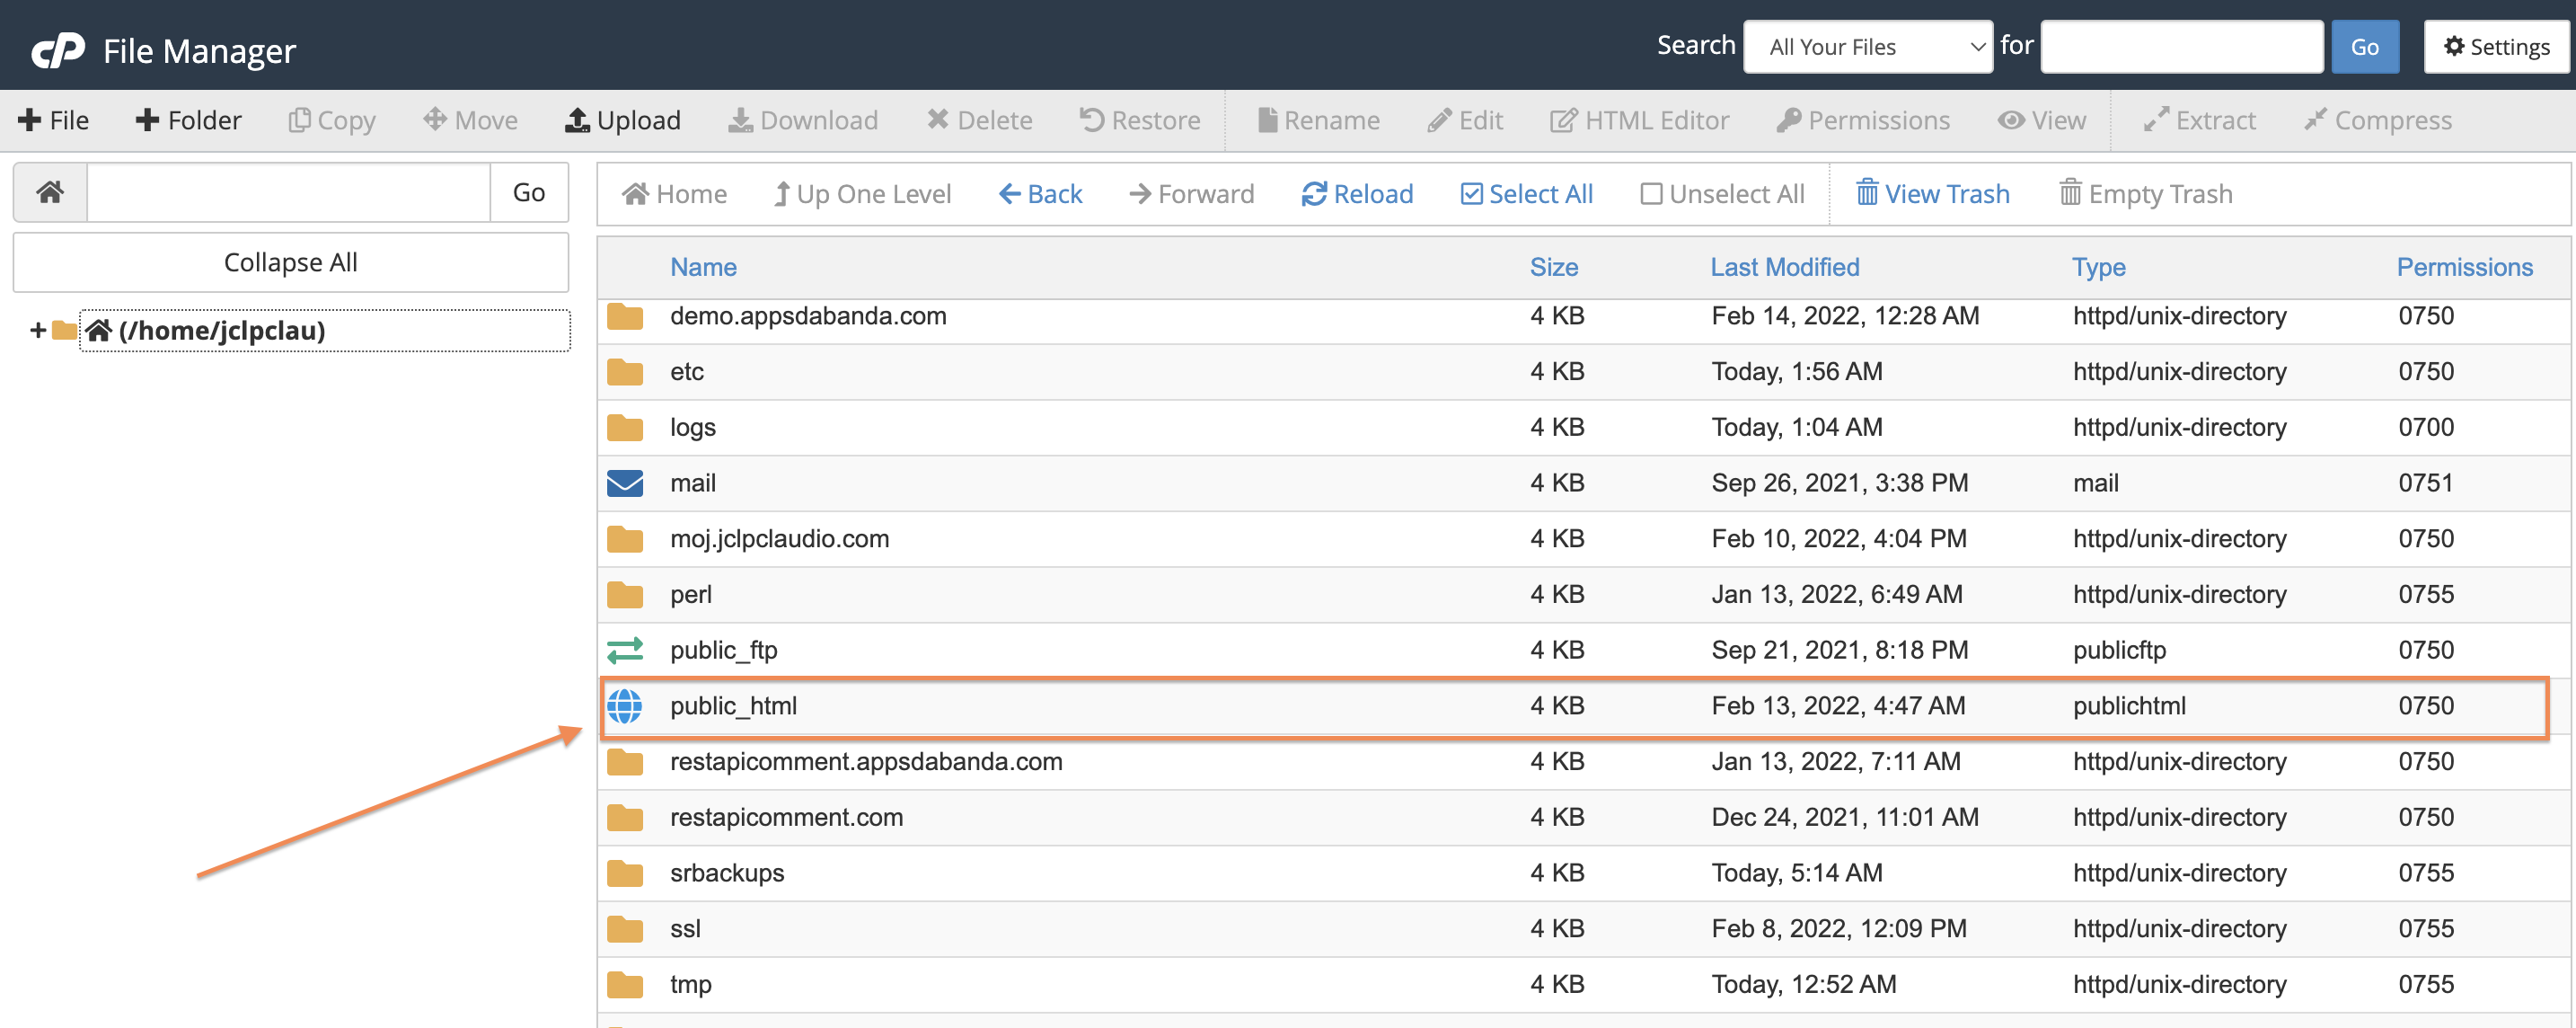 cP File Manager Search All Your Files for Go Settings
File Folder Copy Move Upload Download Delete Restore Rename Edit HTML Editor Permissions View Extract Compress
Go Home Up One Level Back Forward Reload Select All Unselect All View Trash Empty Trash
Collapse All
(/home/jclpclau)
Name Size Last Modified Type Permissions
demo.appsdabanda.com 4 KB Feb 14, 2022, 12:28 AM httpd/unix-directory 0750
etc 4 KB Today, 1:56 AM httpd/unix-directory 0750
logs 4 KB Today, 1:04 AM httpd/unix-directory 0700
mail 4 KB Sep 26, 2021, 3:38 PM mail 0751
moj.jclpclaudio.com 4 KB Feb 10, 2022, 4:04 PM httpd/unix-directory 0750
perl 4 KB Jan 13, 2022, 6:49 AM httpd/unix-directory 0755
public_ftp 4 KB Sep 21, 2021, 8:18 PM publicftp 0750
public_html 4 KB Feb 13, 2022, 4:47 AM publichtml 0750
restapicomment.appsdabanda.com 4 KB Jan 13, 2022, 7:11 AM httpd/unix-directory 0750
restapicomment.com 4 KB Dec 24, 2021, 11:01 AM httpd/unix-directory 0750
srbackups 4 KB Today, 5:14 AM httpd/unix-directory 0755
ssl 4 KB Feb 8, 2022, 12:09 PM httpd/unix-directory 0755
tmp 4 KB Today, 12:52 AM httpd/unix-directory 0755